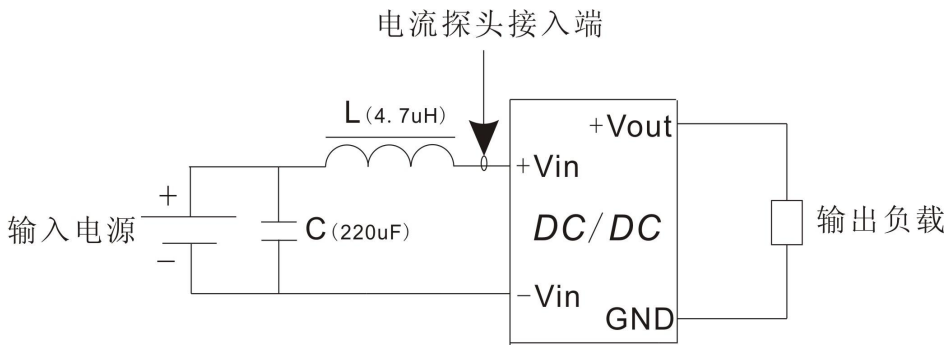 电流探头接入端
L(4.7uH)
+Vout
+Vin
+
输入电源
C(220uF)
DC/DC
输出负载
−
−Vin
GND